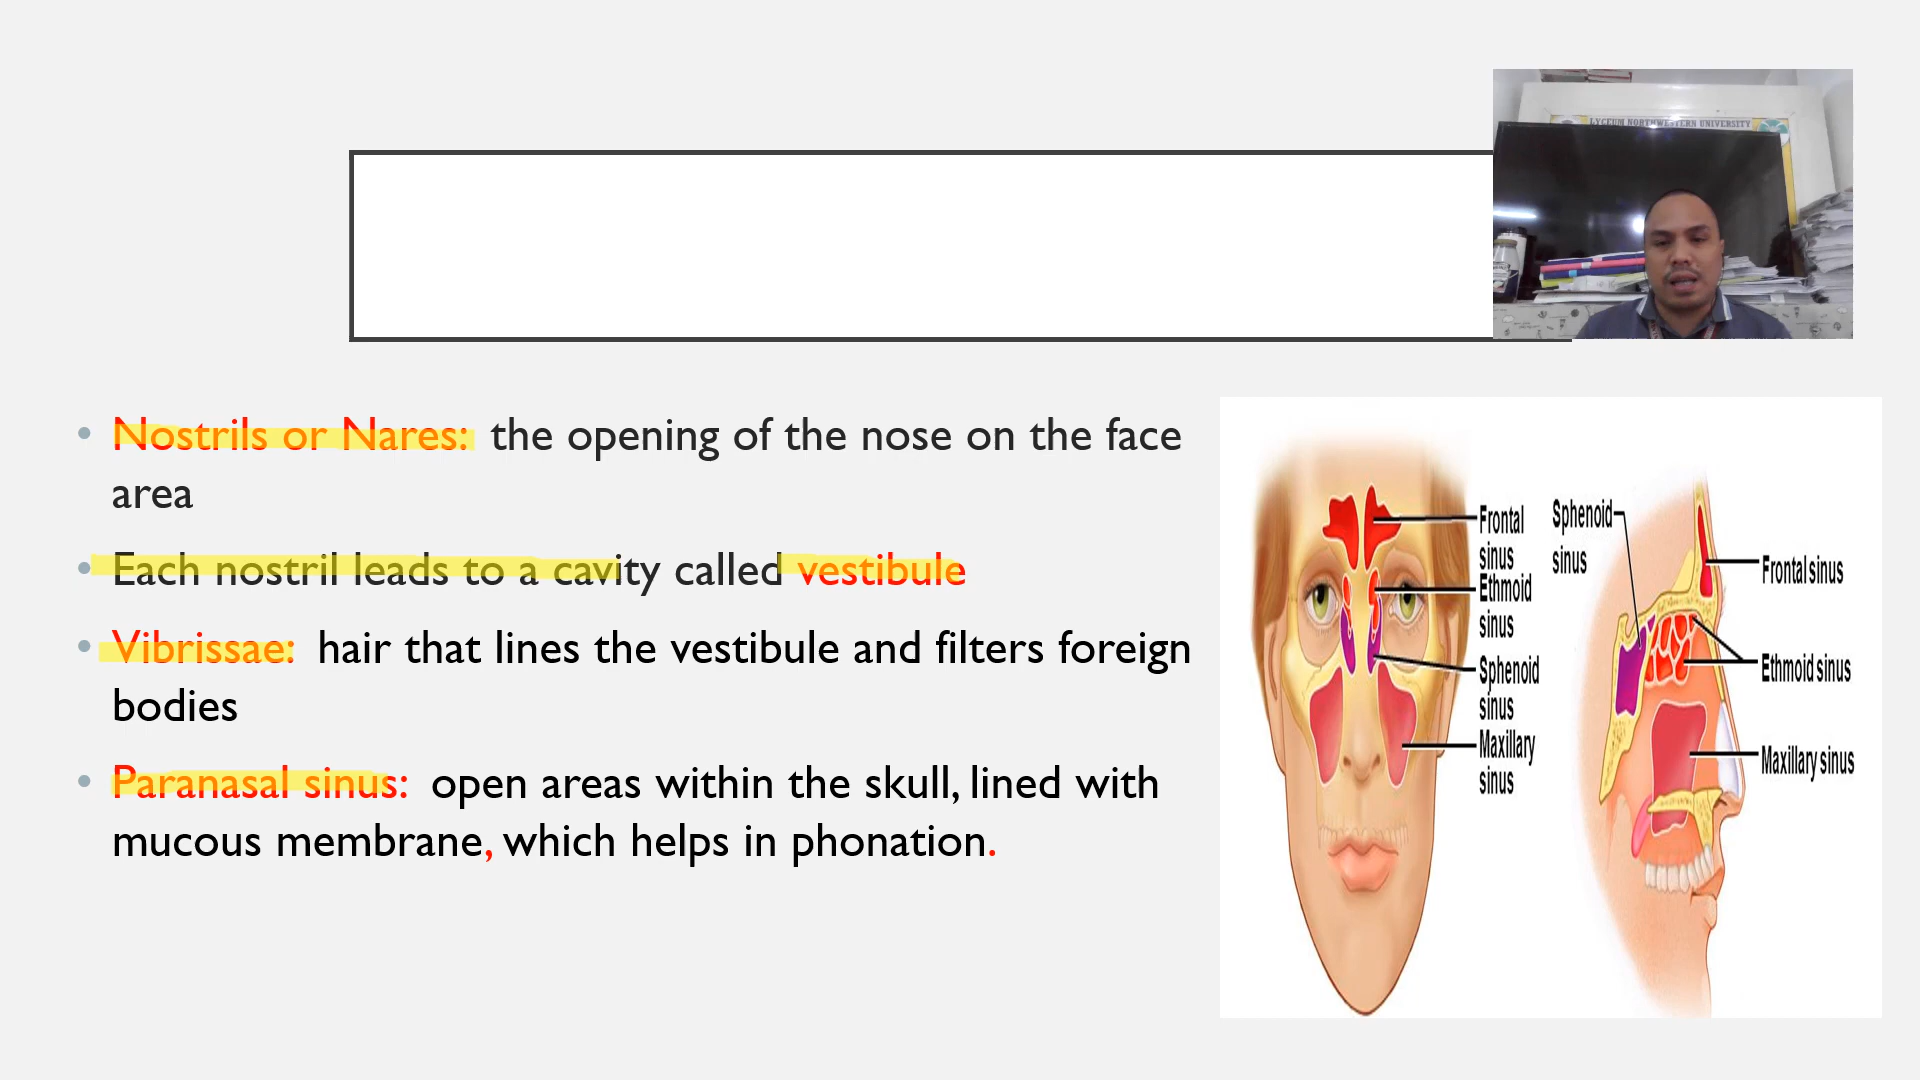 LYCEUM NORTHWESTERN UNIVERSITY
• Nostrils or Nares: the opening of the nose on the face
area
• Each nostril leads to a cavity called vestibule
• Vibrissae: hair that lines the vestibule and filters foreign
bodies
• Paranasal sinus: open areas within the skull, lined with
mucous membrane, which helps in phonation.
Frontal
sinus
Ethmoid
sinus
Sphenoid
sinus
Maxillary
sinus
Sphenoid
sinus
Frontal sinus
Ethmoid sinus
Maxillary sinus